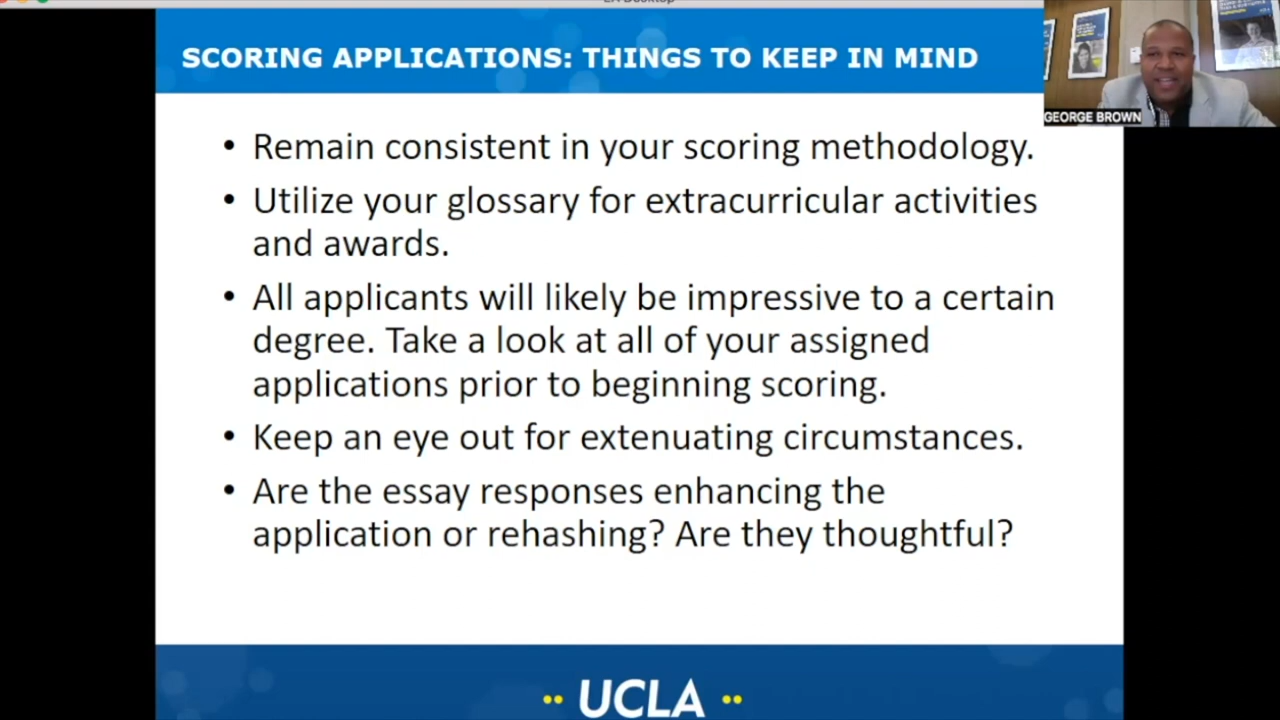 SCORING APPLICATIONS: THINGS TO KEEP IN MIND
GEORGE BROWN
• Remain consistent in your scoring methodology.
• Utilize your glossary for extracurricular activities
and awards.
• All applicants will likely be impressive to a certain
degree. Take a look at all of your assigned
applications prior to beginning scoring.
• Keep an eye out for extenuating circumstances.
• Are the essay responses enhancing the
application or rehashing? Are they thoughtful?
UCLA